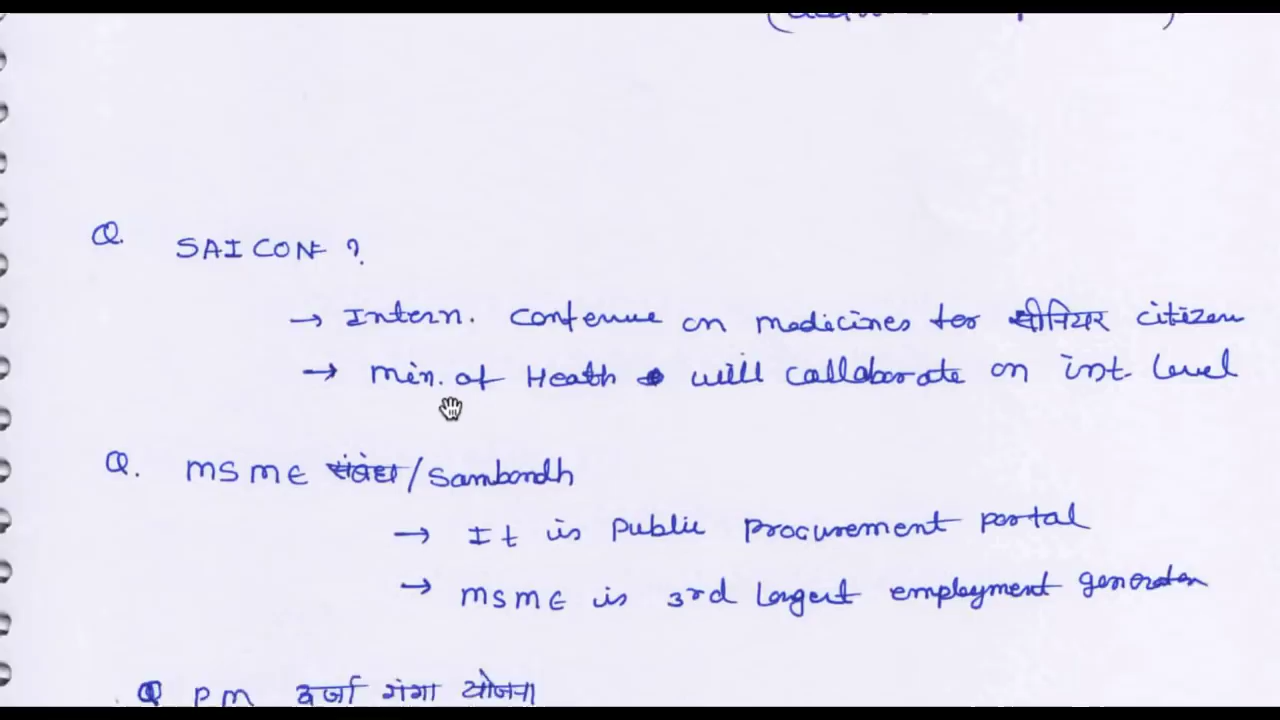 Q. SAICON ?
→ Intern. Confernce on medicines for सीनियर citizen
→ Min. of Heath will collaborate on int. level
Q. MSME संबंध / Sambandh
→ It is public procurement portal
→ MSME is 3rd largest employment generator
Q PM ऊर्जा गंगा योजना